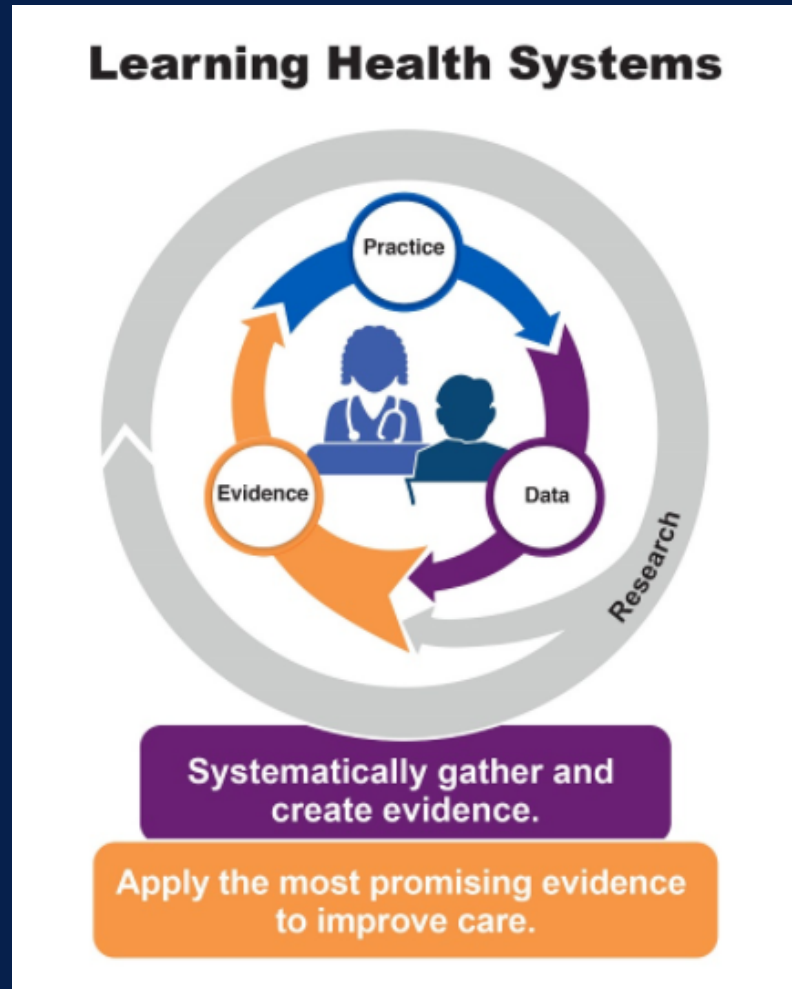 Learning Health Systems
Practice
Evidence
Data
Research
Systematically gather and
create evidence.
Apply the most promising evidence
to improve care.